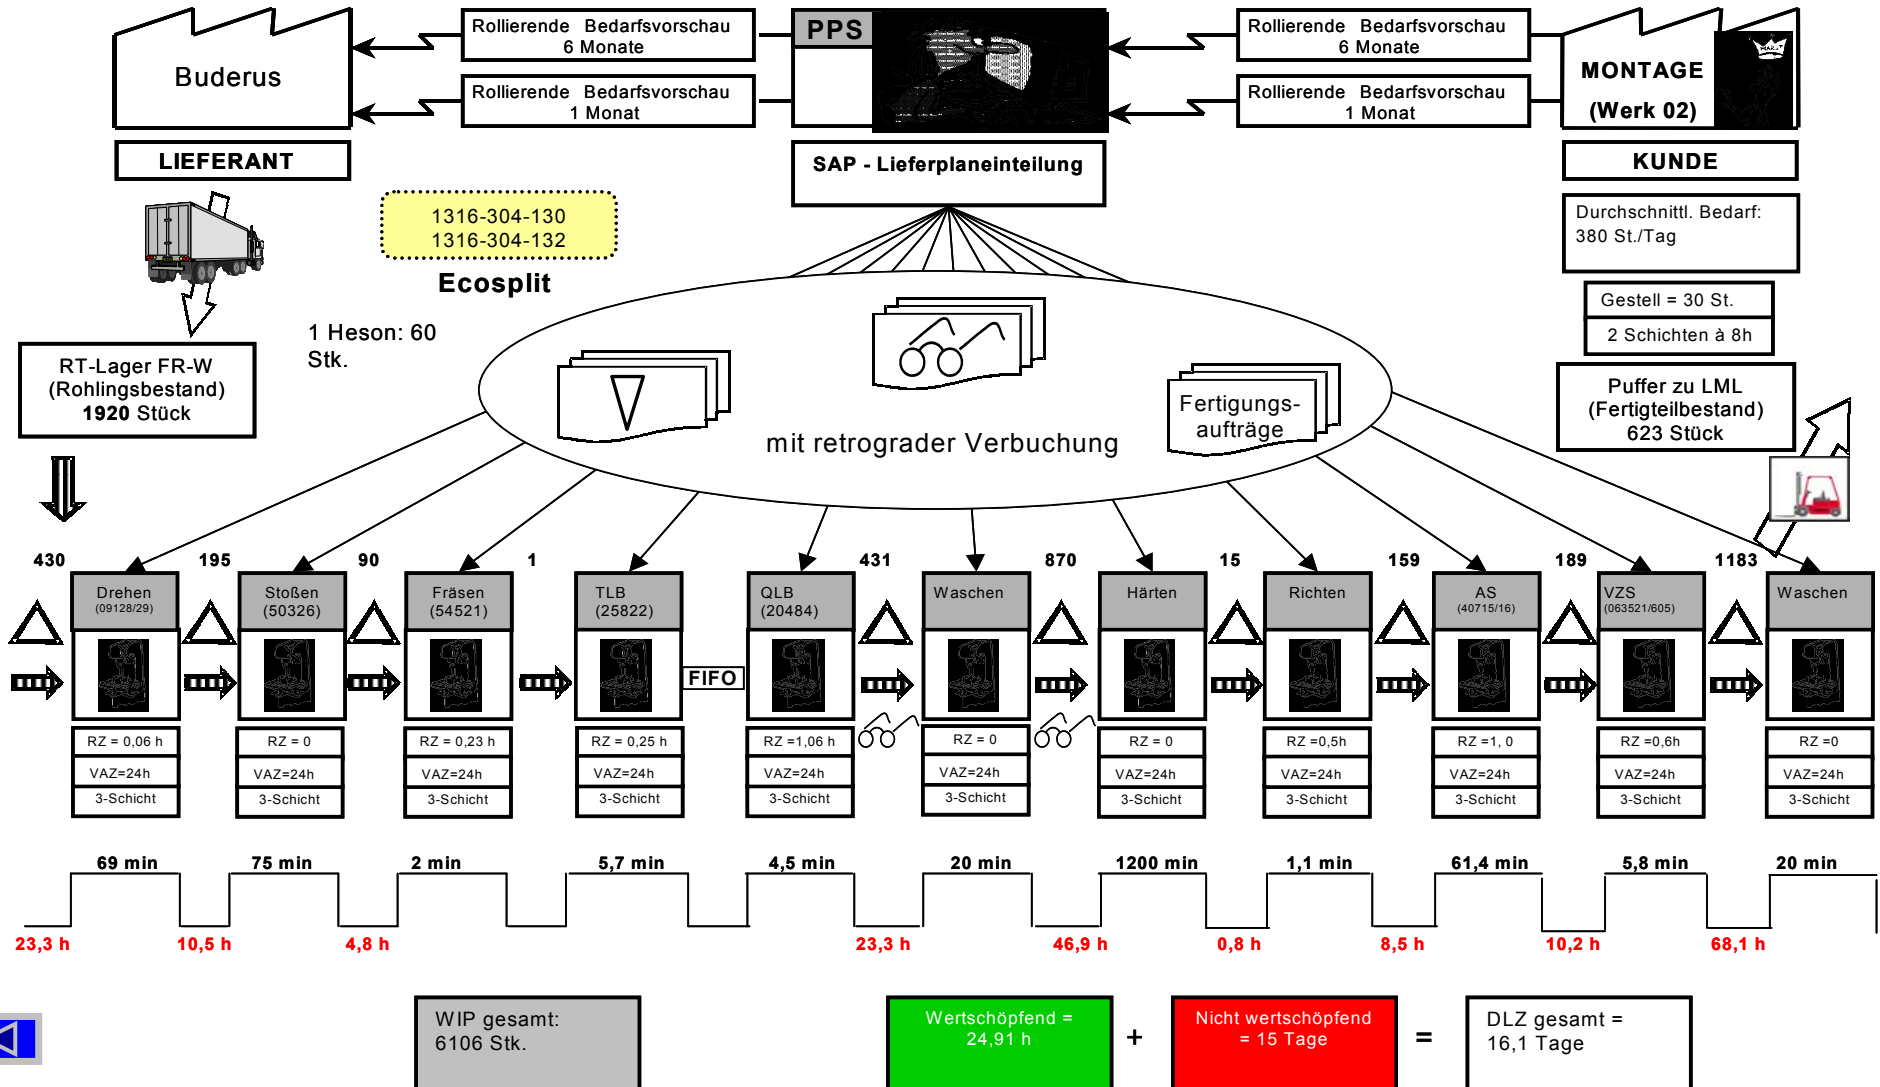 Buderus
LIEFERANT
Rollierende Bedarfsvorschau
6 Monate
Rollierende Bedarfsvorschau
1 Monat
PPS
SAP - Lieferplaneinteilung
Rollierende Bedarfsvorschau
6 Monate
Rollierende Bedarfsvorschau
1 Monat
MONTAGE
(Werk 02)
KUNDE
Durchschnittl. Bedarf:
380 St./Tag
Gestell = 30 St.
2 Schichten à 8h
Puffer zu LML
(Fertigteilbestand)
623 Stück
1316-304-130
1316-304-132
Ecosplit
1 Heson: 60
Stk.
RT-Lager FR-W
(Rohlingsbestand)
1920 Stück
Fertigungs-
aufträge
mit retrograder Verbuchung
430 195 90 1 431 870 15 159 189 1183
Drehen
(09128/29)
Stoßen
(50326)
Fräsen
(54521)
TLB
(25822)
QLB
(20484)
Waschen
Härten
Richten
AS
(40715/16)
VZS
(063521/605)
Waschen
FIFO
RZ = 0,06 h RZ = 0 RZ = 0,23 h RZ = 0,25 h RZ =1,06 h RZ = 0 RZ = 0 RZ =0,5h RZ =1, 0 RZ =0,6h RZ =0
VAZ=24h VAZ=24h VAZ=24h VAZ=24h VAZ=24h VAZ=24h VAZ=24h VAZ=24h VAZ=24h VAZ=24h VAZ=24h
3-Schicht 3-Schicht 3-Schicht 3-Schicht 3-Schicht 3-Schicht 3-Schicht 3-Schicht 3-Schicht 3-Schicht 3-Schicht
69 min 75 min 2 min 5,7 min 4,5 min 20 min 1200 min 1,1 min 61,4 min 5,8 min 20 min
23,3 h 10,5 h 4,8 h 23,3 h 46,9 h 0,8 h 8,5 h 10,2 h 68,1 h
WIP gesamt:
6106 Stk.
Wertschöpfend =
24,91 h
+
Nicht wertschöpfend
= 15 Tage
=
DLZ gesamt =
16,1 Tage